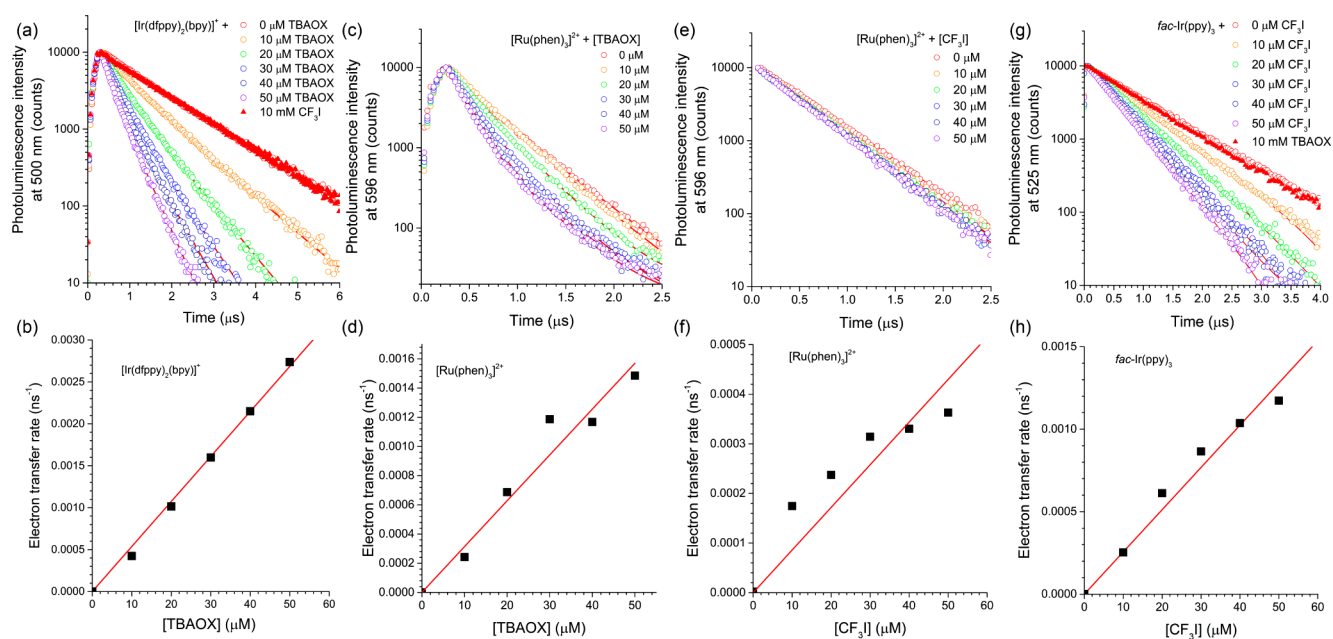 (a)
[Ir(dfppy)₂(bpy)]⁺ +
0 μM TBAOX
10 μM TBAOX
20 μM TBAOX
30 μM TBAOX
40 μM TBAOX
50 μM TBAOX
10 mM CF₃I
Photoluminescence intensity
at 500 nm (counts)
10000
1000
100
10
0 1 2 3 4 5 6
Time (μs)
(c)
[Ru(phen)₃]²⁺ + [TBAOX]
0 μM
10 μM
20 μM
30 μM
40 μM
50 μM
Photoluminescence intensity
at 596 nm (counts)
10000
1000
100
0.0 0.5 1.0 1.5 2.0 2.5
Time (μs)
(e)
[Ru(phen)₃]²⁺ + [CF₃I]
0 μM
10 μM
20 μM
30 μM
40 μM
50 μM
Photoluminescence intensity
at 596 nm (counts)
10000
1000
100
10
0.0 0.5 1.0 1.5 2.0 2.5
Time (μs)
(g)
fac-Ir(ppy)₃ +
0 μM CF₃I
10 μM CF₃I
20 μM CF₃I
30 μM CF₃I
40 μM CF₃I
50 μM CF₃I
10 mM TBAOX
Photoluminescence intensity
at 525 nm (counts)
10000
1000
100
10
0.0 0.5 1.0 1.5 2.0 2.5 3.0 3.5 4.0
Time (μs)
(b)
[Ir(dfppy)₂(bpy)]⁺
Electron transfer rate (ns⁻¹)
0.0030
0.0025
0.0020
0.0015
0.0010
0.0005
0.0000
0 10 20 30 40 50 60
[TBAOX] (μM)
(d)
[Ru(phen)₃]²⁺
Electron transfer rate (ns⁻¹)
0.0016
0.0014
0.0012
0.0010
0.0008
0.0006
0.0004
0.0002
0.0000
0 10 20 30 40 50
[TBAOX] (μM)
(f)
[Ru(phen)₃]²⁺
Electron transfer rate (ns⁻¹)
0.0005
0.0004
0.0003
0.0002
0.0001
0.0000
0 10 20 30 40 50 60
[CF₃I] (μM)
(h)
fac-Ir(ppy)₃
Electron transfer rate (ns⁻¹)
0.0015
0.0010
0.0005
0.0000
0 10 20 30 40 50 60
[CF₃I] (μM)